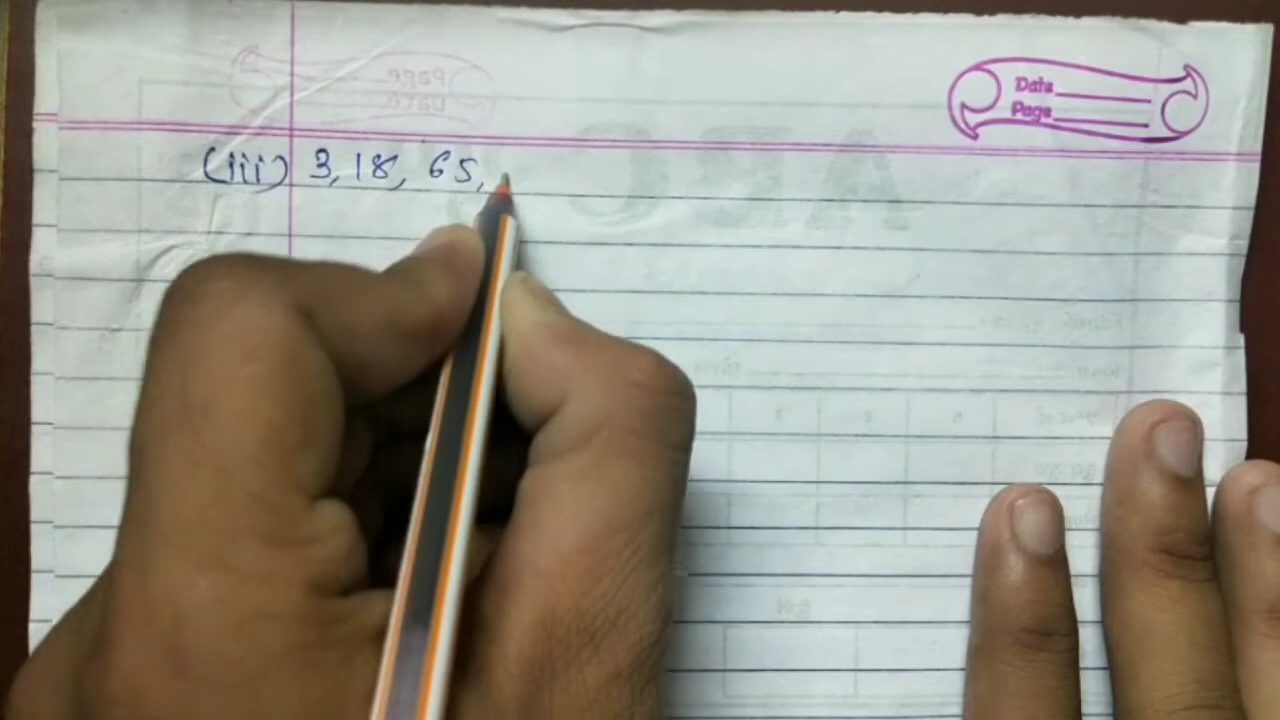 Date
Page
(iii) 3, 18, 65,